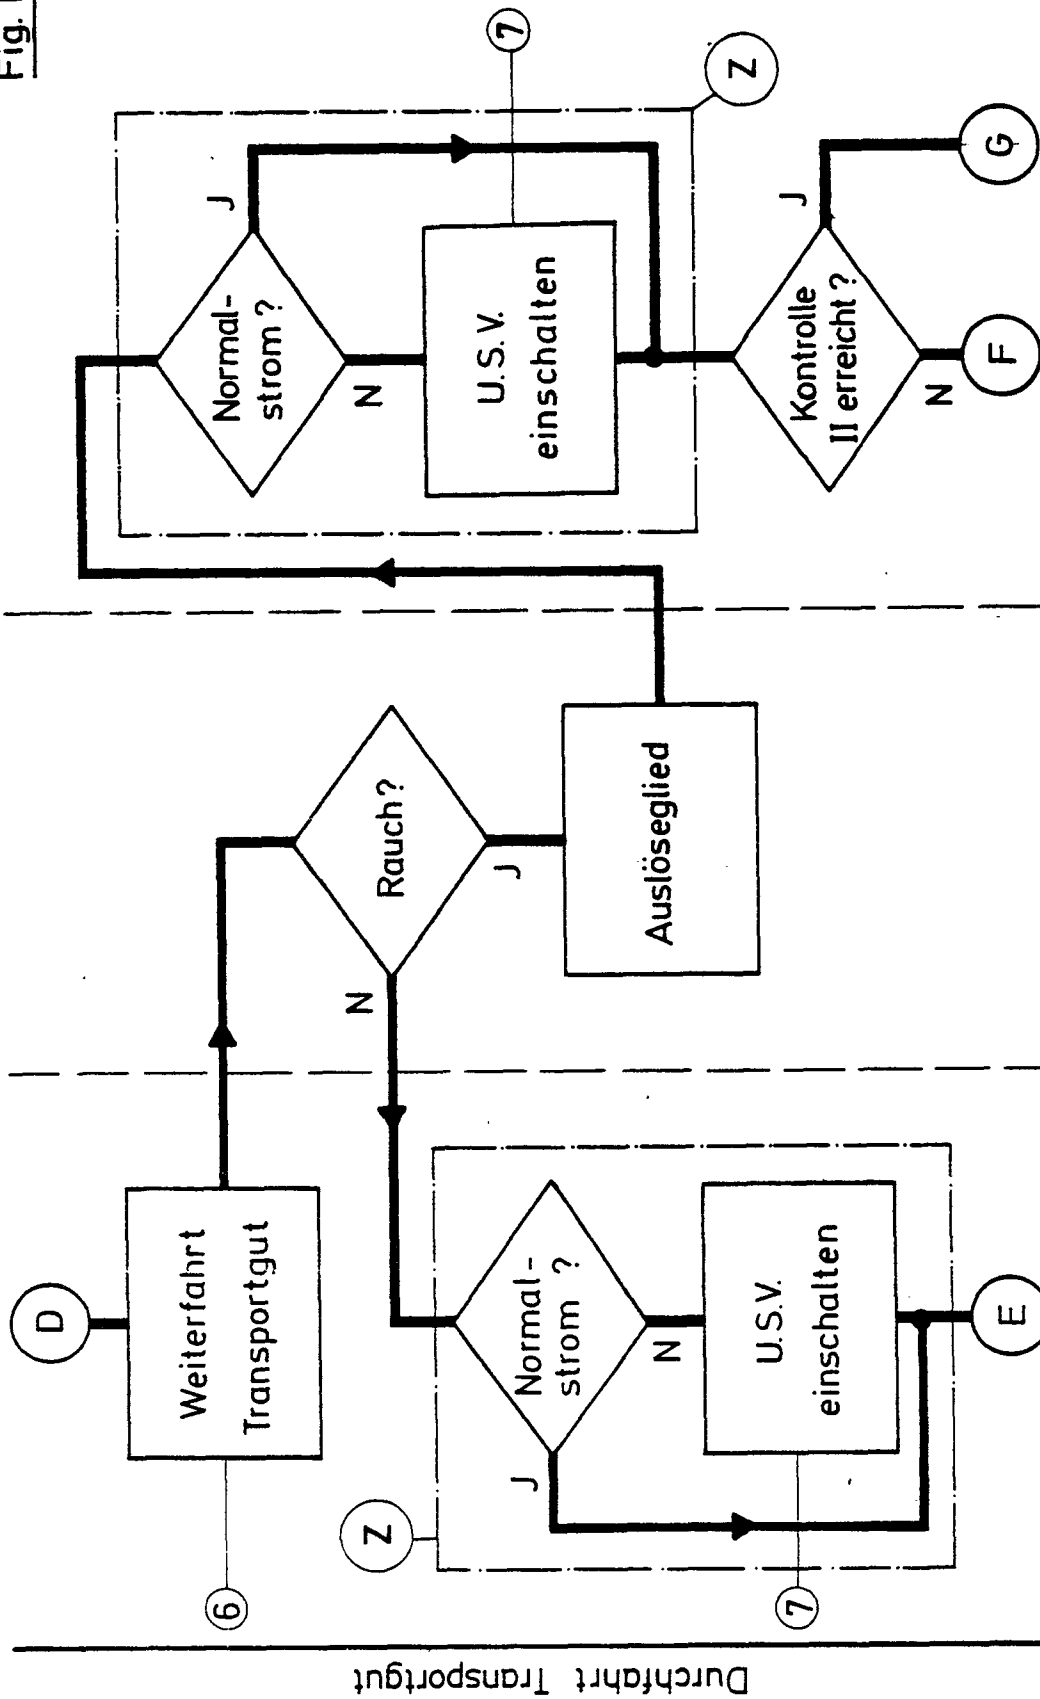 Fig.
D
6
Weiterfahrt
Transportgut
Rauch?
N
J
Auslöseglied
Z
Normal-
strom ?
J
N
U.S.V.
einschalten
7
E
Normal-
strom ?
J
N
U.S.V.
einschalten
7
Z
Kontrolle
II erreicht ?
J
N
F
G
Durchfahrt Transportgut